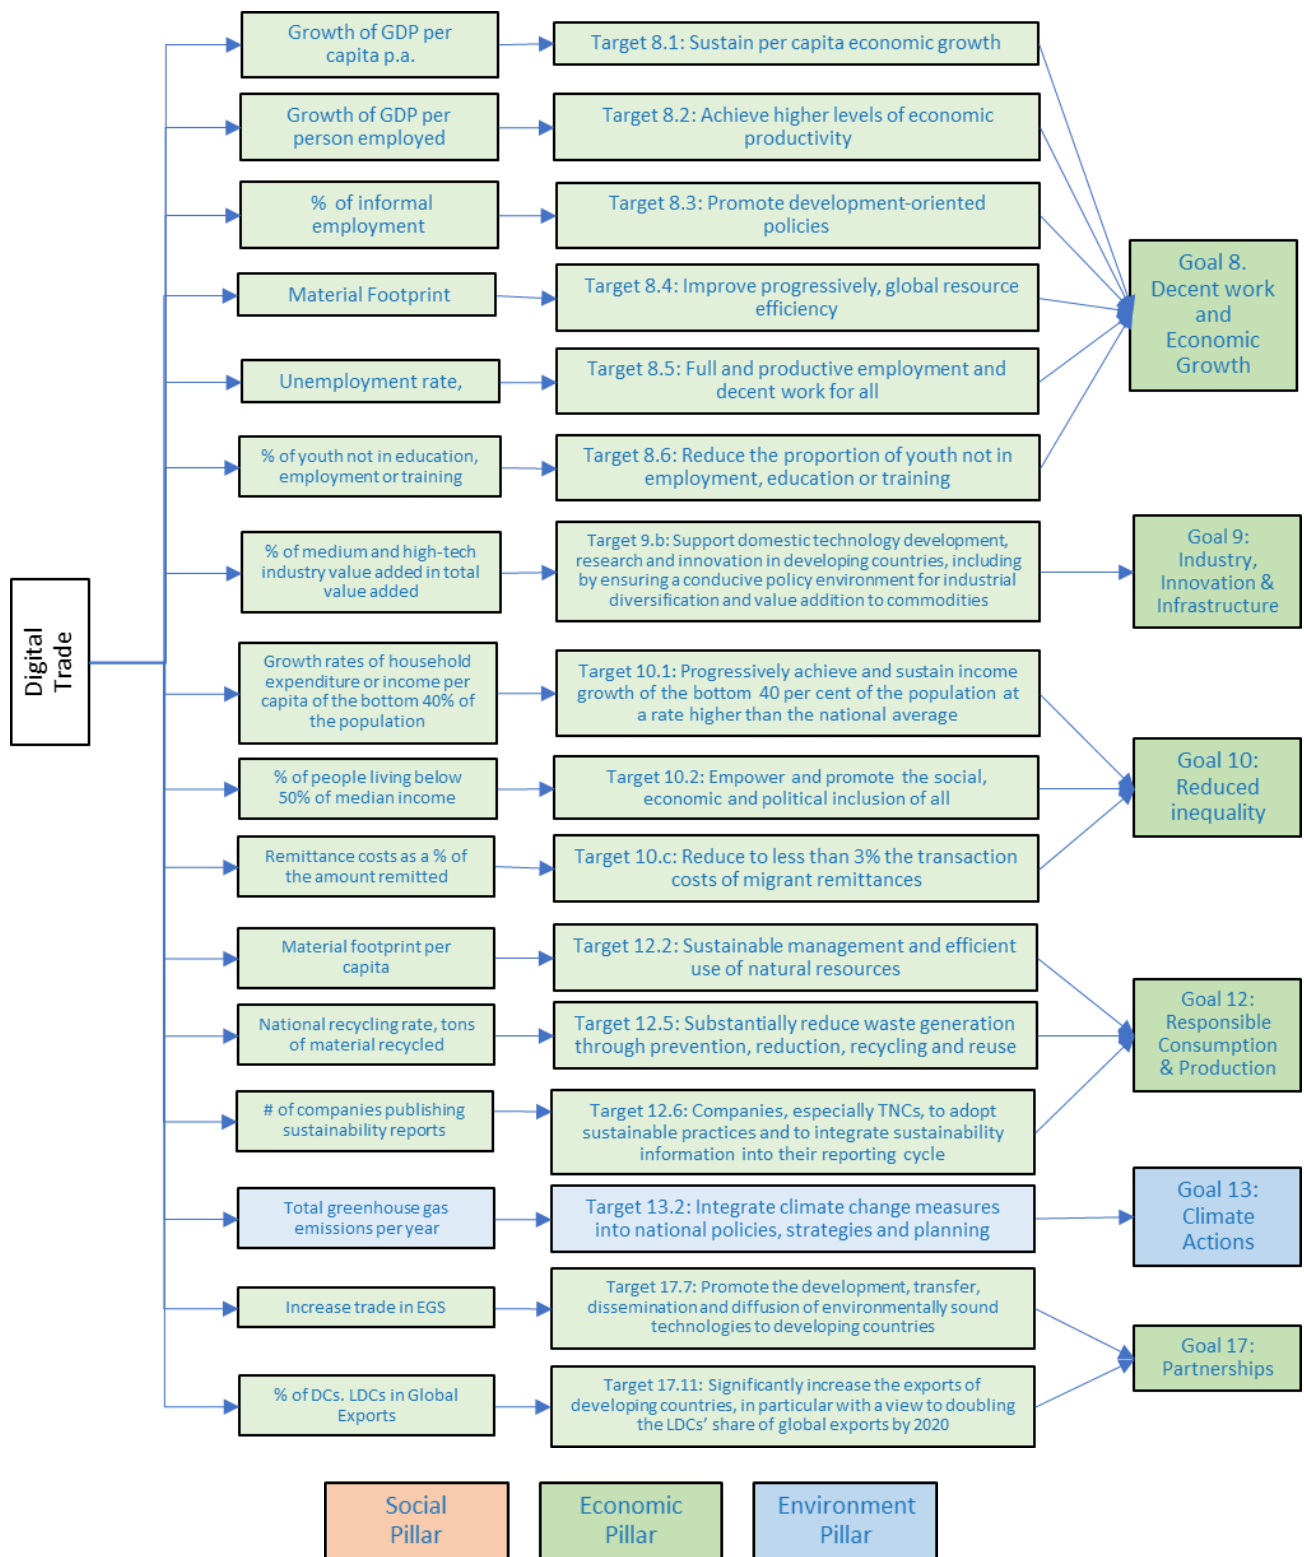 Growth of GDP per
capita p.a.
Target 8.1: Sustain per capita economic growth
Growth of GDP per
person employed
Target 8.2: Achieve higher levels of economic
productivity
% of informal
employment
Target 8.3: Promote development-oriented
policies
Material Footprint
Target 8.4: Improve progressively, global resource
efficiency
Goal 8.
Decent work
and
Economic
Growth
Unemployment rate,
Target 8.5: Full and productive employment and
decent work for all
% of youth not in education,
employment or training
Target 8.6: Reduce the proportion of youth not in
employment, education or training
% of medium and high-tech
industry value added in total
value added
Target 9.b: Support domestic technology development,
research and innovation in developing countries, including
by ensuring a conducive policy environment for industrial
diversification and value addition to commodities
Goal 9:
Industry,
Innovation &
Infrastructure
Digital
Trade
Growth rates of household
expenditure or income per
capita of the bottom 40% of
the population
Target 10.1: Progressively achieve and sustain income
growth of the bottom 40 per cent of the population at
a rate higher than the national average
% of people living below
50% of median income
Target 10.2: Empower and promote the social,
economic and political inclusion of all
Goal 10:
Reduced
inequality
Remittance costs as a % of
the amount remitted
Target 10.c: Reduce to less than 3% the transaction
costs of migrant remittances
Material footprint per
capita
Target 12.2: Sustainable management and efficient
use of natural resources
National recycling rate, tons
of material recycled
Target 12.5: Substantially reduce waste generation
through prevention, reduction, recycling and reuse
Goal 12:
Responsible
Consumption
& Production
# of companies publishing
sustainability reports
Target 12.6: Companies, especially TNCs, to adopt
sustainable practices and to integrate sustainability
information into their reporting cycle
Total greenhouse gas
emissions per year
Target 13.2: Integrate climate change measures
into national policies, strategies and planning
Goal 13:
Climate
Actions
Increase trade in EGS
Target 17.7: Promote the development, transfer,
dissemination and diffusion of environmentally sound
technologies to developing countries
Goal 17:
Partnerships
% of DCs. LDCs in Global
Exports
Target 17.11: Significantly increase the exports of
developing countries, in particular with a view to doubling
the LDCs’ share of global exports by 2020
Social
Pillar
Economic
Pillar
Environment
Pillar